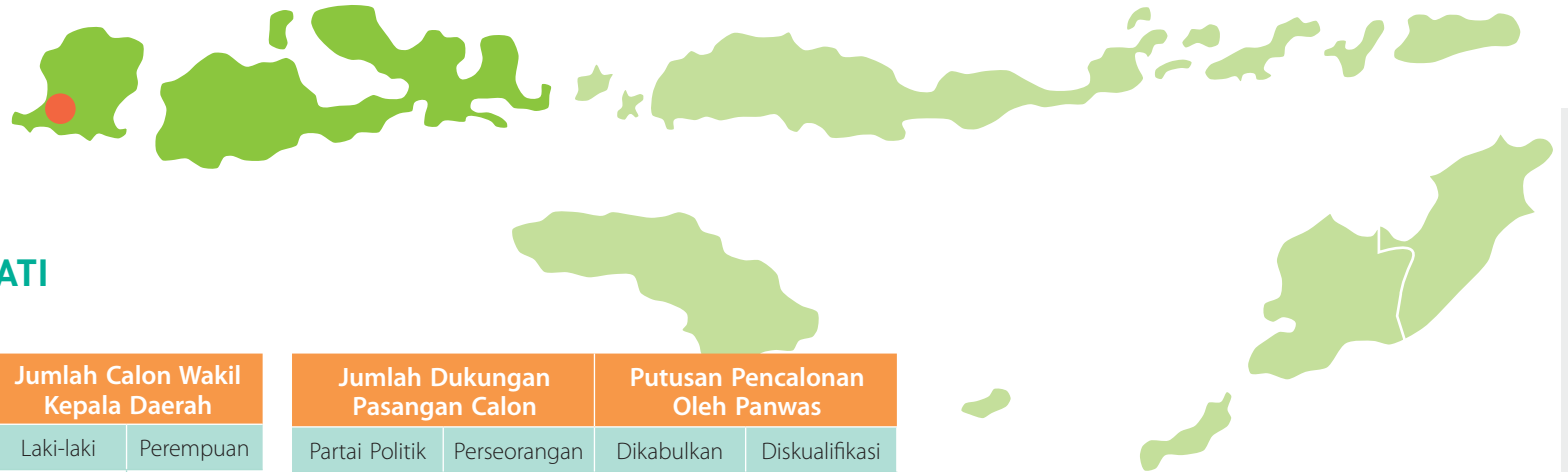 ATI
Jumlah Calon Wakil
Kepala Daerah
Laki-laki Perempuan
Jumlah Dukungan
Pasangan Calon
Putusan Pencalonan
Oleh Panwas
Partai Politik Perseorangan Dikabulkan Diskualifikasi